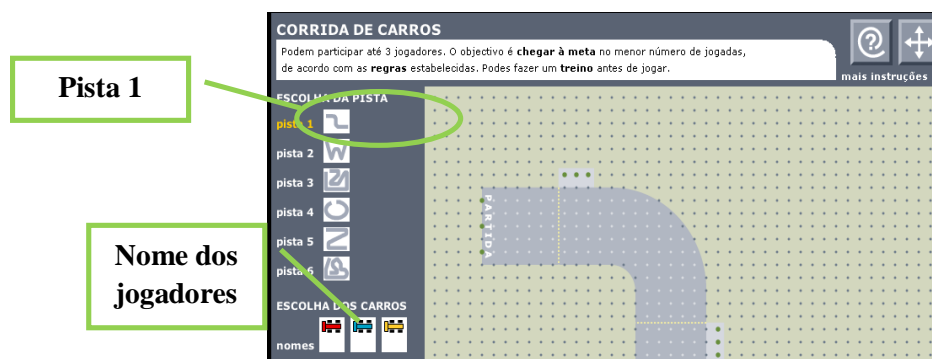 CORRIDA DE CARROS
Podem participar até 3 jogadores. O objectivo é chegar à meta no menor número de jogadas,
de acordo com as regras estabelecidas. Podes fazer um treino antes de jogar.
mais instruções
Pista 1
ESCOLHA DA PISTA
pista 1
pista 2
pista 3
pista 4
pista 5
pista 6
Nome dos
jogadores
ESCOLHA DOS CARROS
nomes
PARTIDA